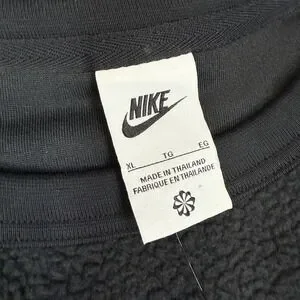 NIKE
XL TG EG
MADE IN THAILAND
FABRIQUE EN THAILANDE